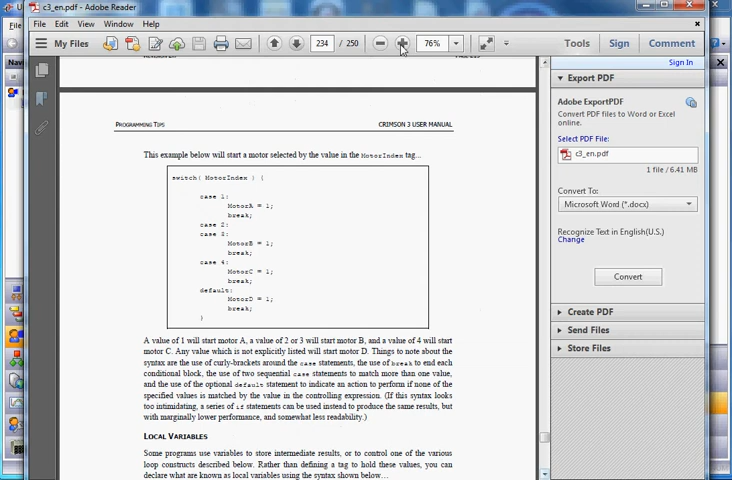 c3_en.pdf - Adobe Reader
File Edit View Window Help
My Files 234 / 250 76% Tools Sign Comment
Sign In
PROGRAMMING TIPS CRIMSON 3 USER MANUAL
This example below will start a motor selected by the value in the MotorIndex tag...
switch( MotorIndex ) {
case 1:
MotorA = 1;
break;
case 2:
case 3:
MotorB = 1;
break;
case 4:
MotorC = 1;
break;
default:
MotorD = 1;
break;
}
A value of 1 will start motor A, a value of 2 or 3 will start motor B, and a value of 4 will start
motor C. Any value which is not explicitly listed will start motor D. Things to note about the
syntax are the use of curly-brackets around the case statements, the use of break to end each
conditional block, the use of two sequential case statements to match more than one value,
and the use of the optional default statement to indicate an action to perform if none of the
specified values is matched by the value in the controlling expression. (If this syntax looks
too intimidating, a series of if statements can be used instead to produce the same results, but
with marginally lower performance, and somewhat less readability.)
LOCAL VARIABLES
Some programs use variables to store intermediate results, or to control one of the various
loop constructs described below. Rather than defining a tag to hold these values, you can
declare what are known as local variables using the syntax shown below...
Export PDF
Adobe ExportPDF
Convert PDF files to Word or Excel
online.
Select PDF File:
c3_en.pdf
1 file / 6.41 MB
Convert To:
Microsoft Word (*.docx)
Recognize Text in English(U.S.)
Change
Convert
Create PDF
Send Files
Store Files